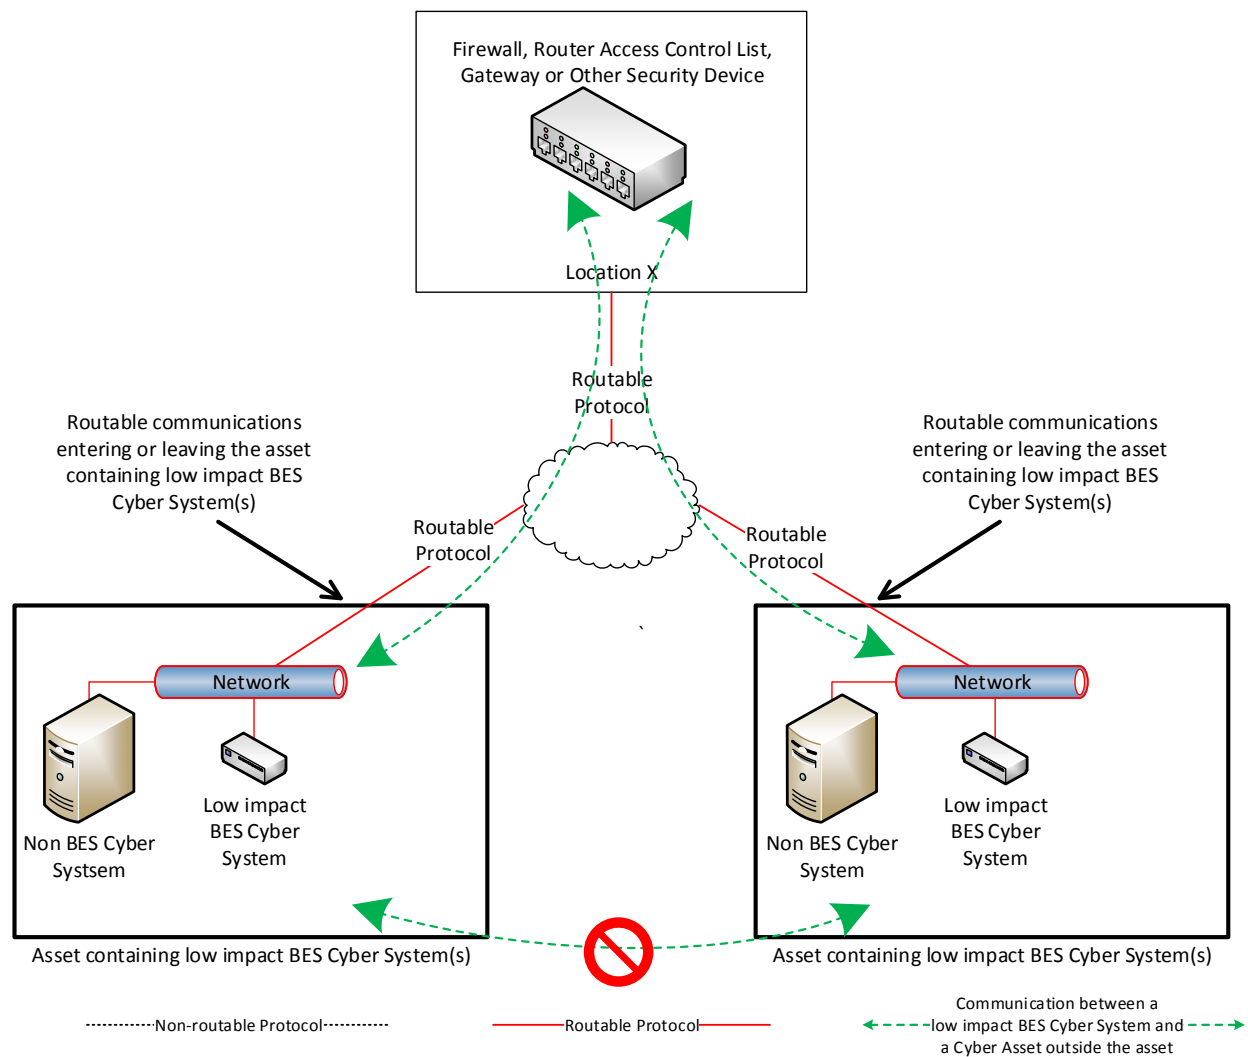 Firewall, Router Access Control List,
Gateway or Other Security Device
Location X
Routable
Protocol
Routable communications
entering or leaving the asset
containing low impact BES
Cyber System(s)
Routable communications
entering or leaving the asset
containing low impact BES
Cyber System(s)
Routable
Protocol
Routable
Protocol
Network
Non BES Cyber
Systsem
Low impact
BES Cyber
System
Network
Non BES Cyber
System
Low impact
BES Cyber
System
Asset containing low impact BES Cyber System(s)
Asset containing low impact BES Cyber System(s)
Non-routable Protocol
Routable Protocol
Communication between a
low impact BES Cyber System and
a Cyber Asset outside the asset